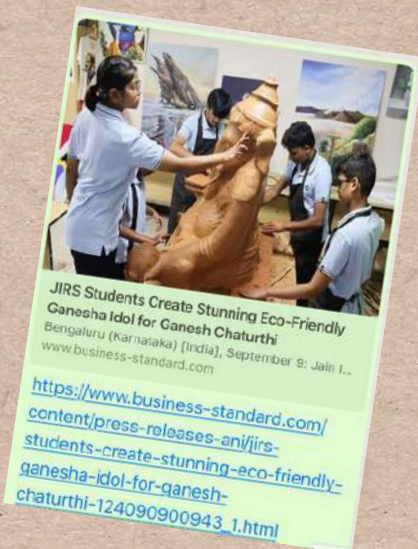 JIRS Students Create Stunning Eco-Friendly
Ganesha Idol for Ganesh Chaturthi
Bengaluru (Karnataka) [India], September 9: Jain I...
www.business-standard.com
https://www.business-standard.com/
content/press-releases-ani/jirs-
students-create-stunning-eco-friendly-
ganesha-idol-for-ganesh-
chaturthi-124090900943_1.html